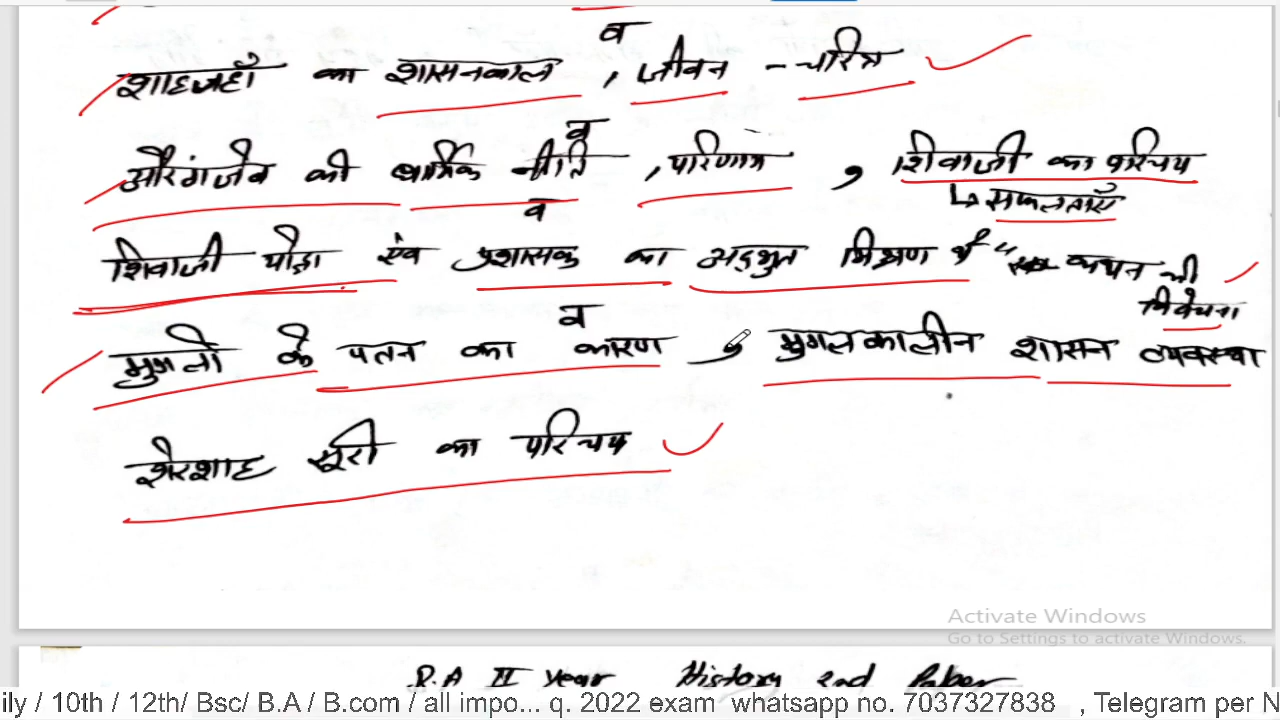 व
शाहजहाँ का शासनकाल , जीवन - चरित्र
व
औरंगजेब की धार्मिक नीति , परिणाम , शिवाजी का परिचय
↳ सफलताएँ
व
शिवाजी योद्धा एंव प्रशासक का अद्भुत मिश्रण थे" कथन की
विवेचना
व
मुगलों के पतन का कारण , मुगलकालीन शासन व्यवस्था
शेरशाह सूरी का परिचय
Activate Windows
Go to Settings to activate Windows.
B.A II year History 2nd Paper
ily / 10th / 12th/ Bsc/ B.A / B.com / all impo... q. 2022 exam whatsapp no. 7037327838 , Telegram per N